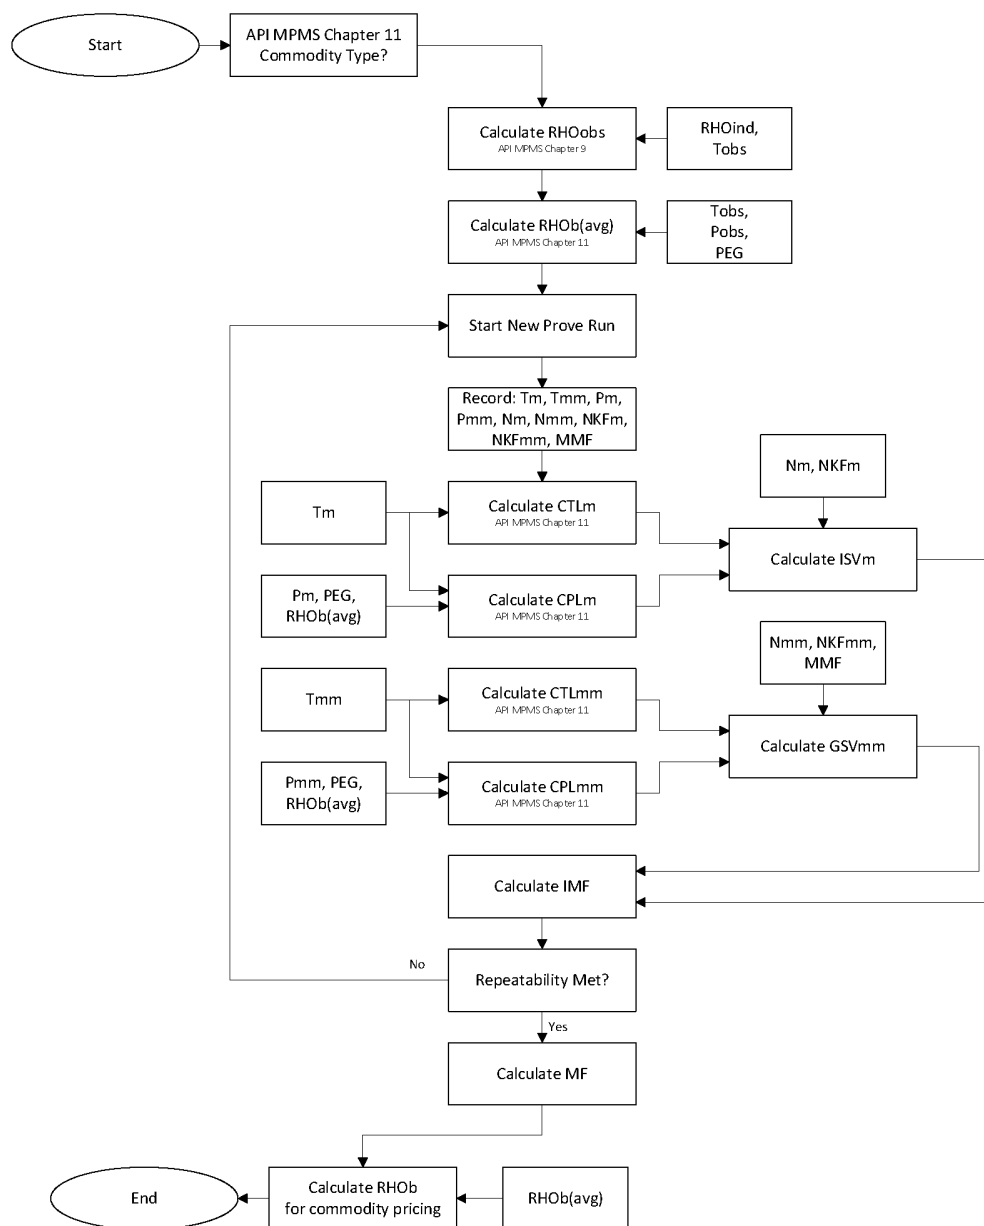 Start
API MPMS Chapter 11
Commodity Type?
Calculate RHOobs
API MPMS Chapter 9
RHOind,
Tobs
Calculate RHOb(avg)
API MPMS Chapter 11
Tobs,
Pobs,
PEG
Start New Prove Run
Record: Tm, Tmm, Pm,
Pmm, Nm, Nmm, NKFm,
NKFmm, MMF
Nm, NKFm
Tm
Calculate CTLm
API MPMS Chapter 11
Calculate ISVm
Pm, PEG,
RHOb(avg)
Calculate CPLm
API MPMS Chapter 11
Nmm, NKFmm,
MMF
Tmm
Calculate CTLmm
API MPMS Chapter 11
Calculate GSVmm
Pmm, PEG,
RHOb(avg)
Calculate CPLmm
API MPMS Chapter 11
Calculate IMF
No
Repeatability Met?
Yes
Calculate MF
End
Calculate RHOb
for commodity pricing
RHOb(avg)